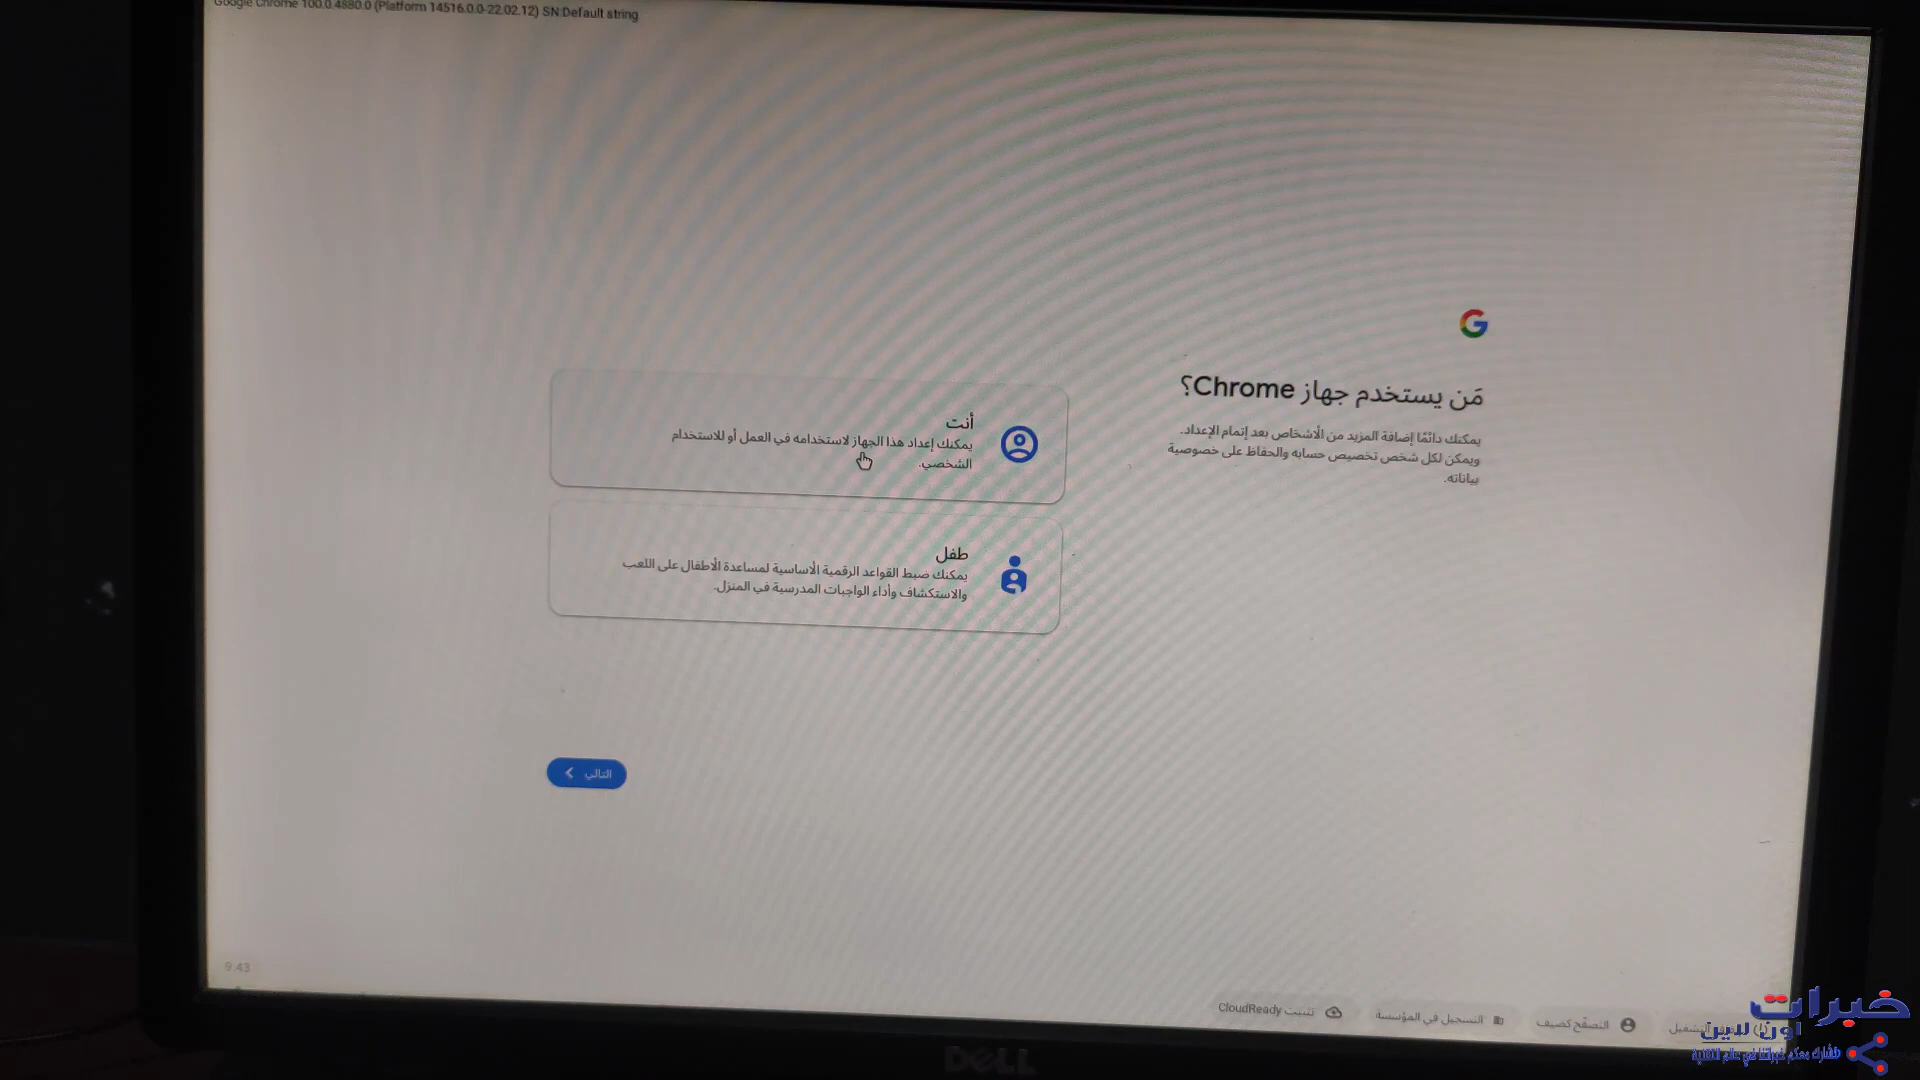 Google Chrome 100.0.4880.0 (Platform 14516.0.0-22.02.12) SN:Default string
مَن يستخدم جهاز Chrome؟
يمكنك دائمًا إضافة المزيد من الأشخاص بعد إتمام الإعداد.
ويمكن لكل شخص تخصيص حسابه والحفاظ على خصوصية
بياناته.
أنت
يمكنك إعداد هذا الجهاز لاستخدامه في العمل أو للاستخدام
الشخصي.
طفل
يمكنك ضبط القواعد الرقمية الأساسية لمساعدة الأطفال على اللعب
والاستكشاف وأداء الواجبات المدرسية في المنزل.
التالي
التشغيل
التصفّح كضيف
التسجيل في المؤسسة
تثبيت CloudReady
9:43
DELL
خبرات
اون لاين